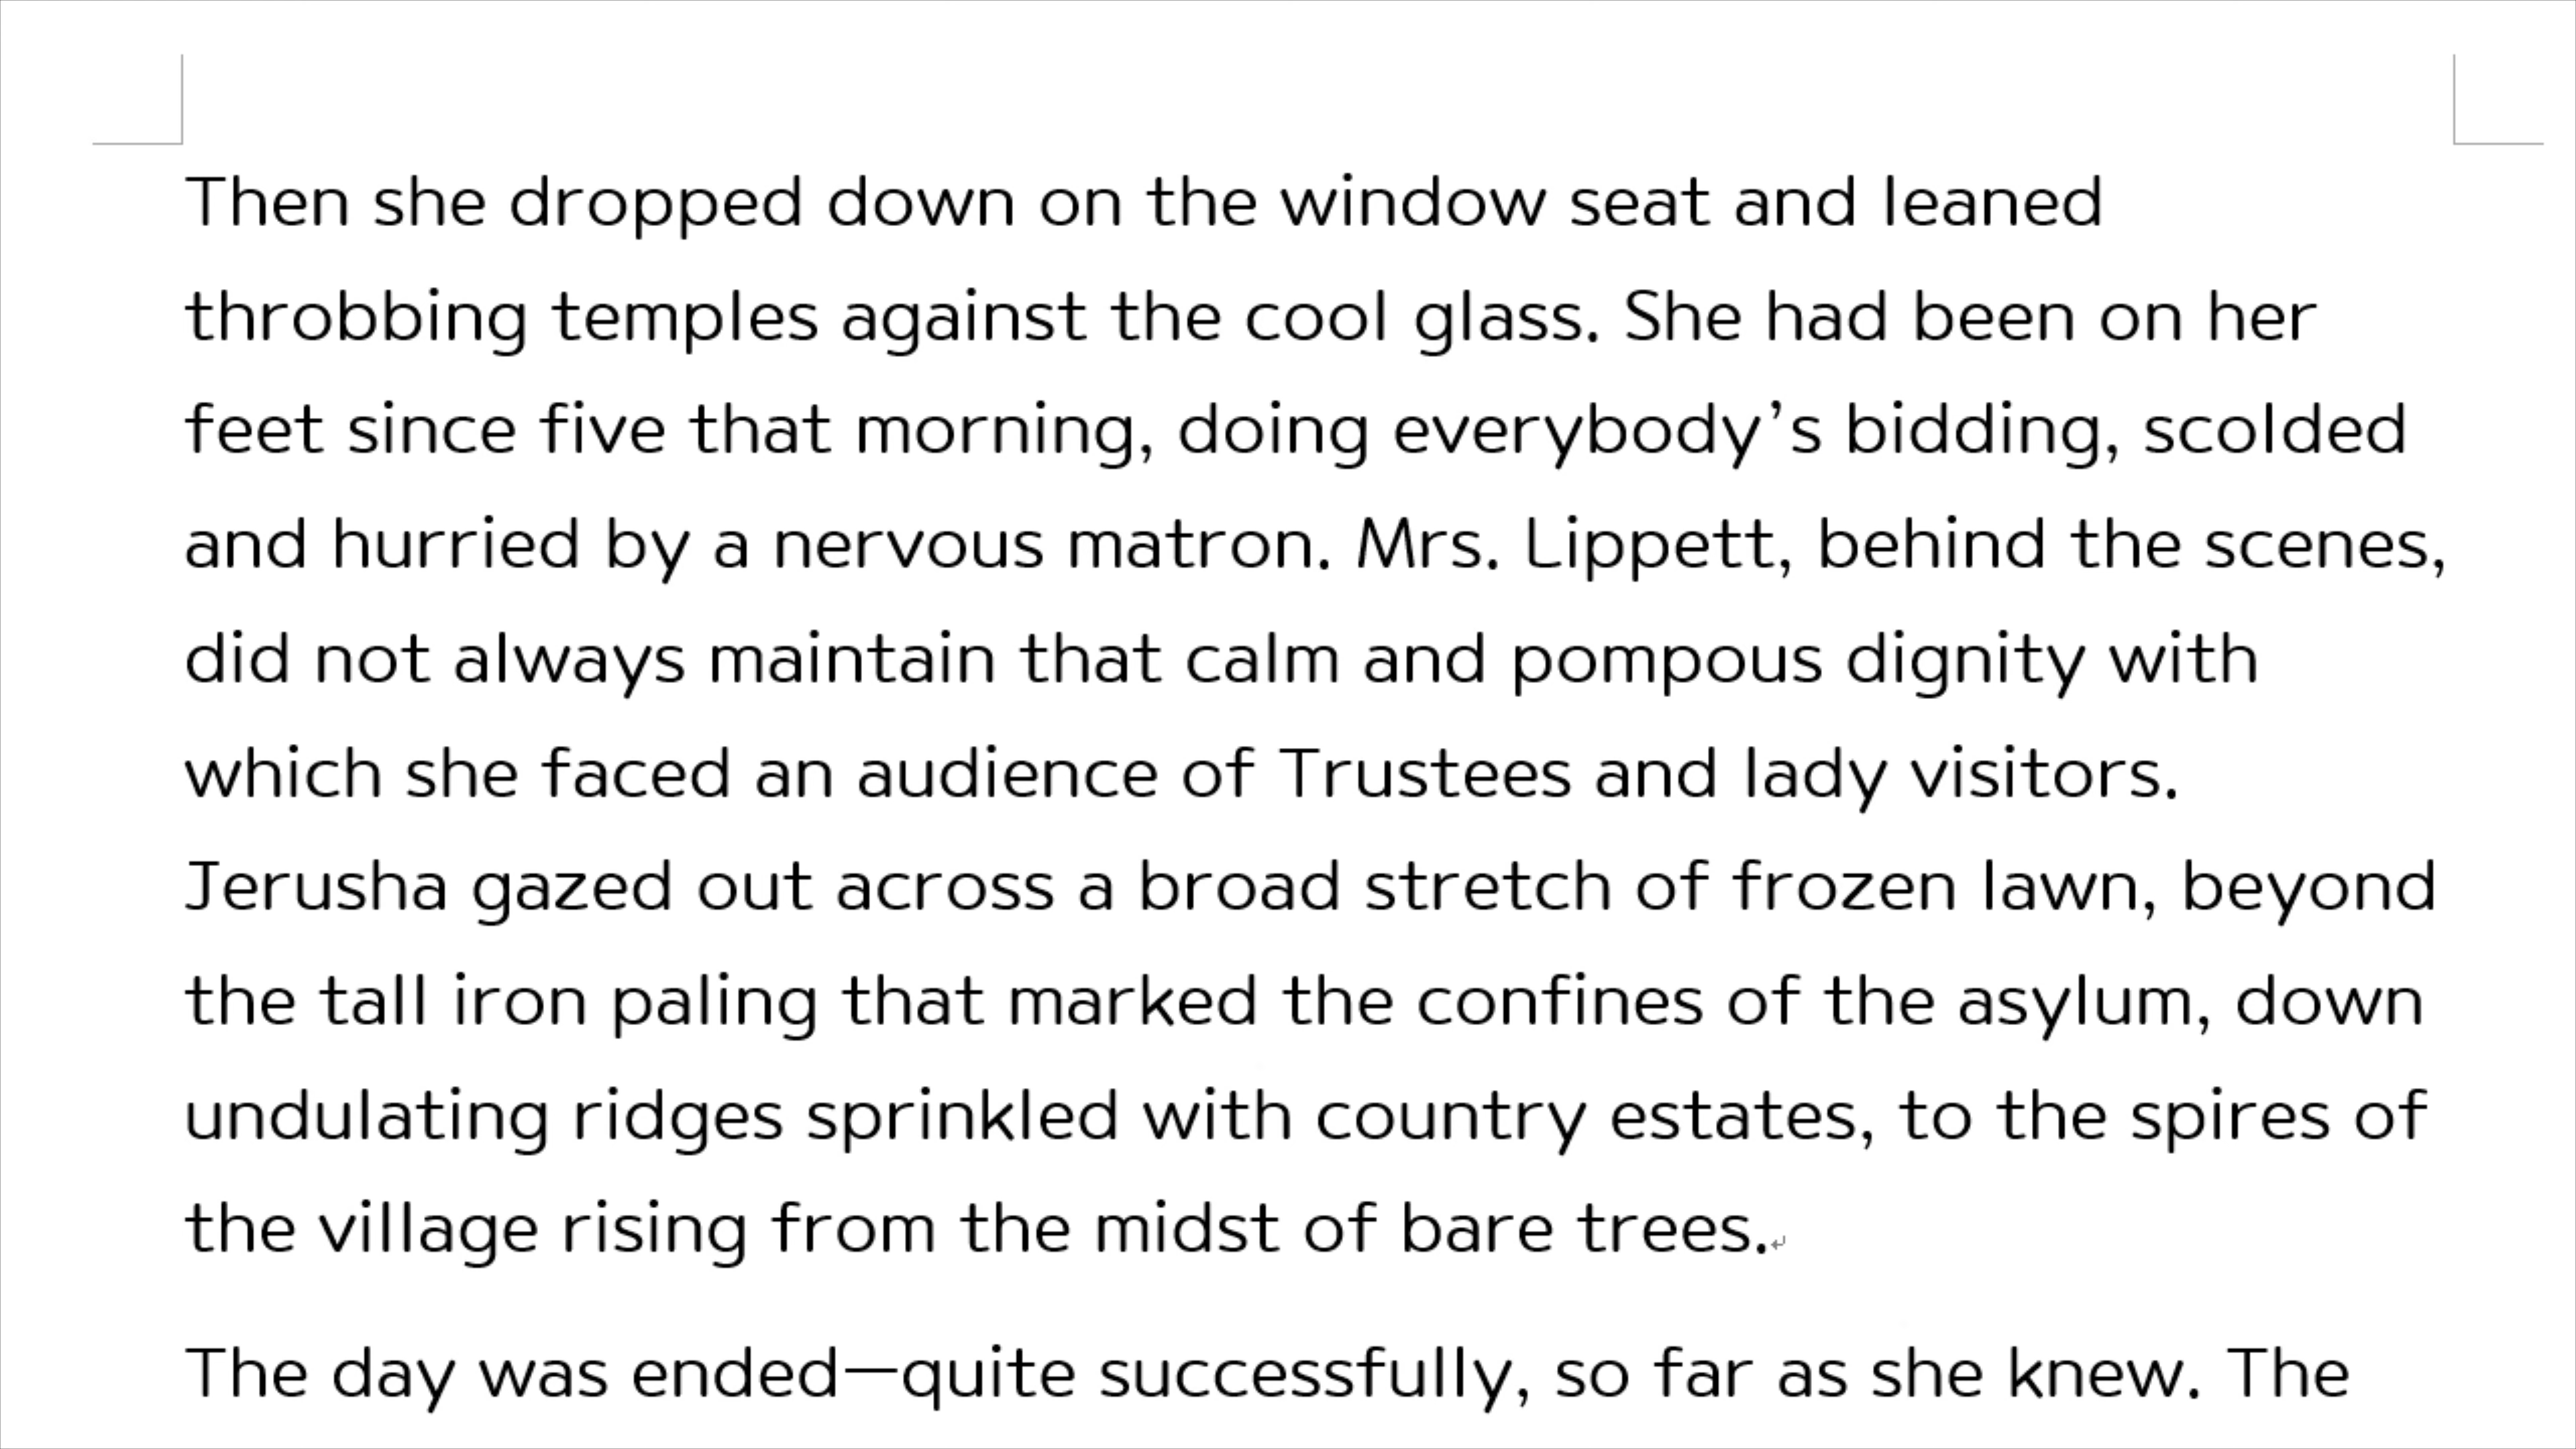 Then she dropped down on the window seat and leaned
throbbing temples against the cool glass. She had been on her
feet since five that morning, doing everybody’s bidding, scolded
and hurried by a nervous matron. Mrs. Lippett, behind the scenes,
did not always maintain that calm and pompous dignity with
which she faced an audience of Trustees and lady visitors.
Jerusha gazed out across a broad stretch of frozen lawn, beyond
the tall iron paling that marked the confines of the asylum, down
undulating ridges sprinkled with country estates, to the spires of
the village rising from the midst of bare trees.
The day was ended—quite successfully, so far as she knew. The